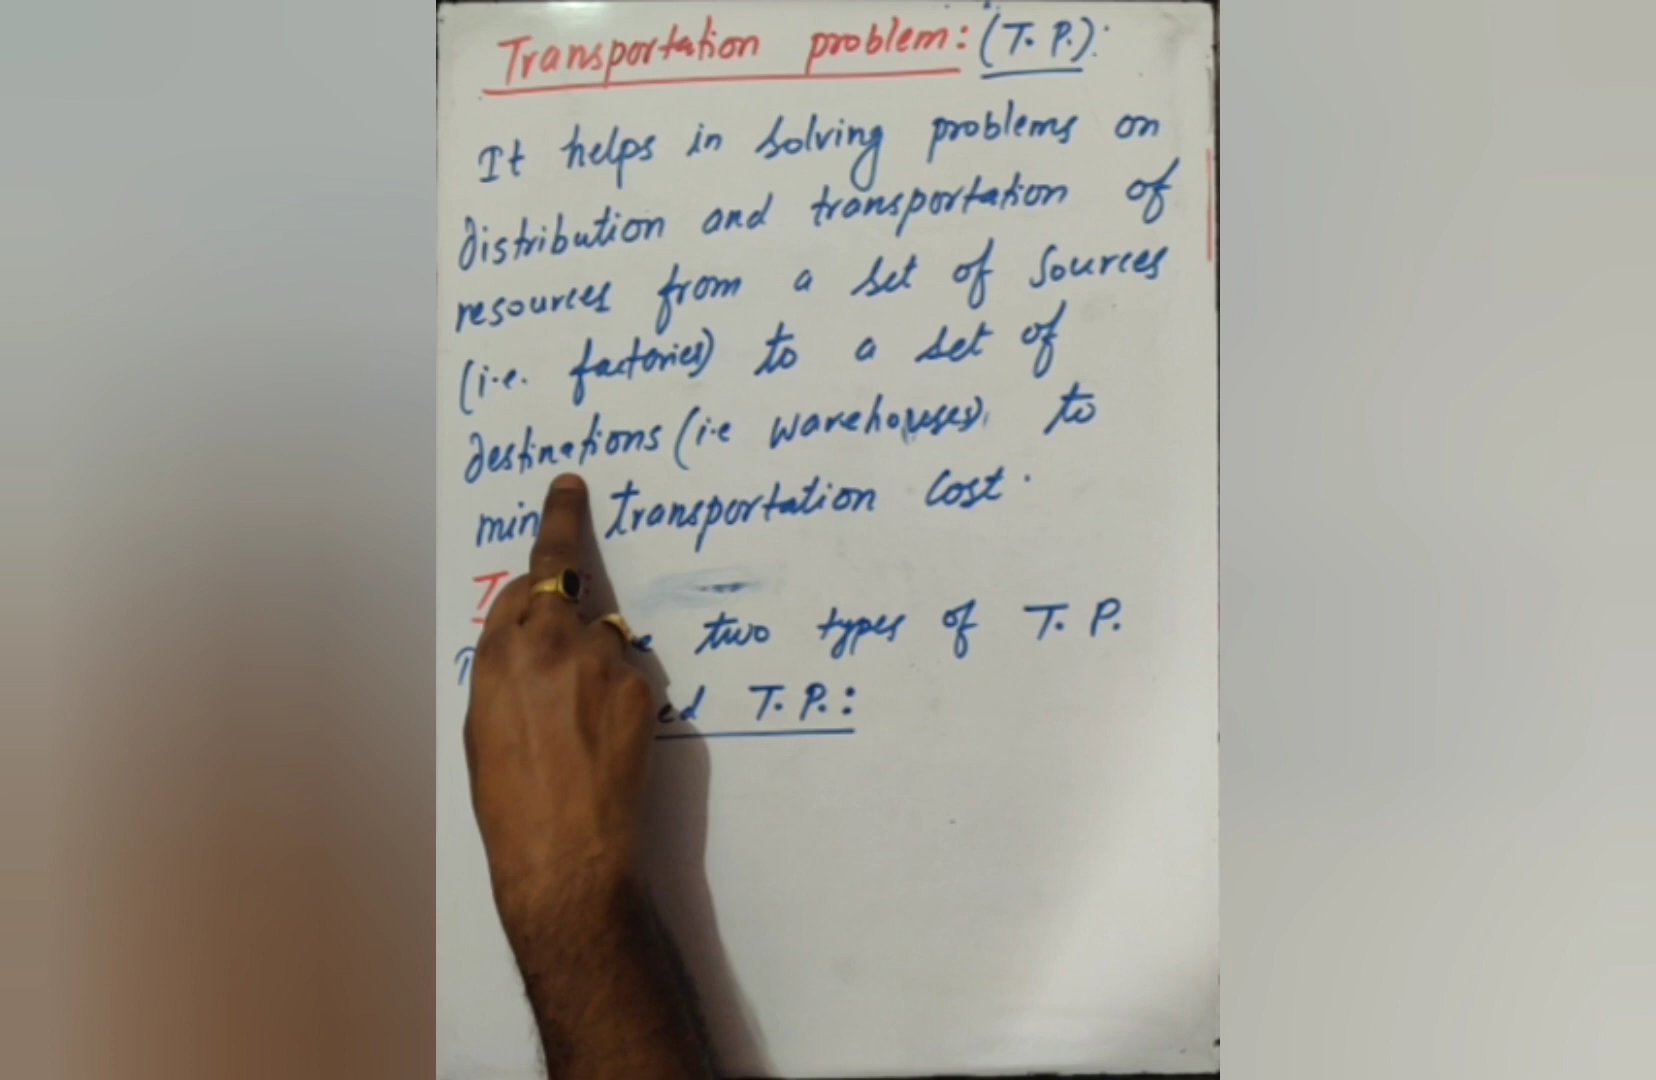 Transportation problem: (T. P.):
It helps in solving problems on
distribution and transportation of
resources from a set of sources
(i.e. factories) to a set of
destinations (i.e warehouses) to
min transportation cost.
two types of T. P.
T. P.: